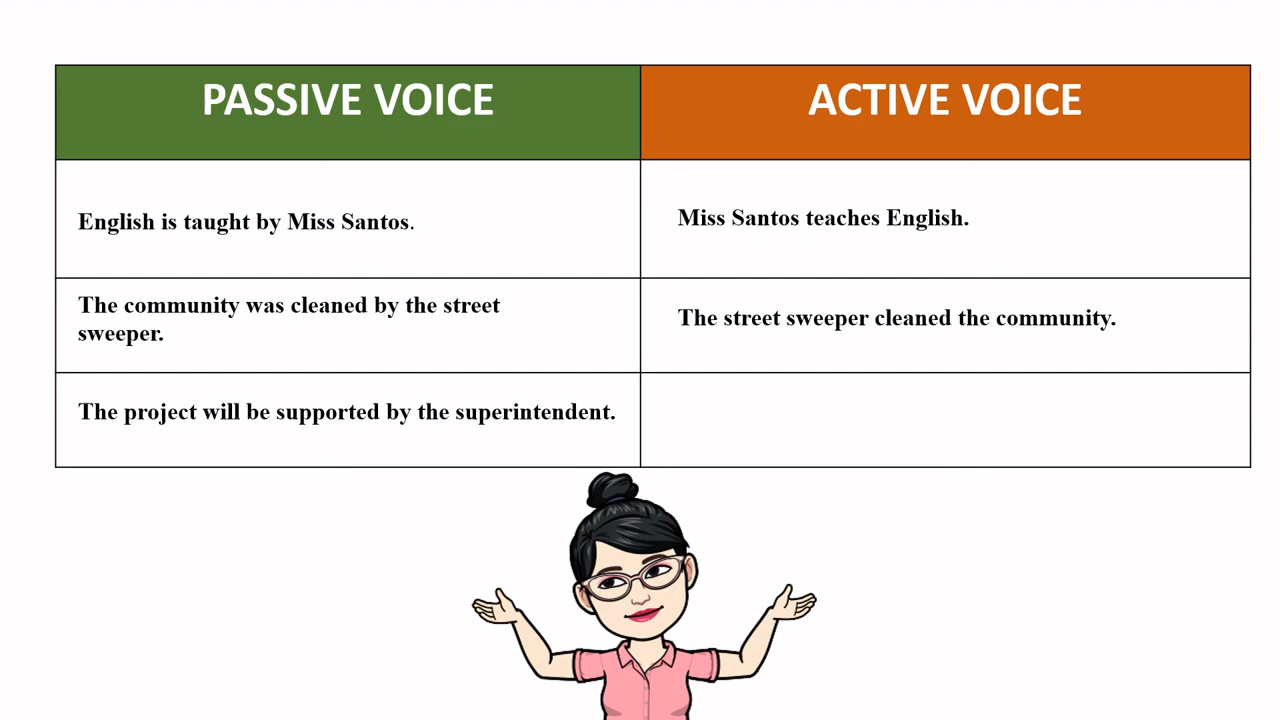 PASSIVE VOICE
ACTIVE VOICE
English is taught by Miss Santos.
Miss Santos teaches English.
The community was cleaned by the street
sweeper.
The street sweeper cleaned the community.
The project will be supported by the superintendent.